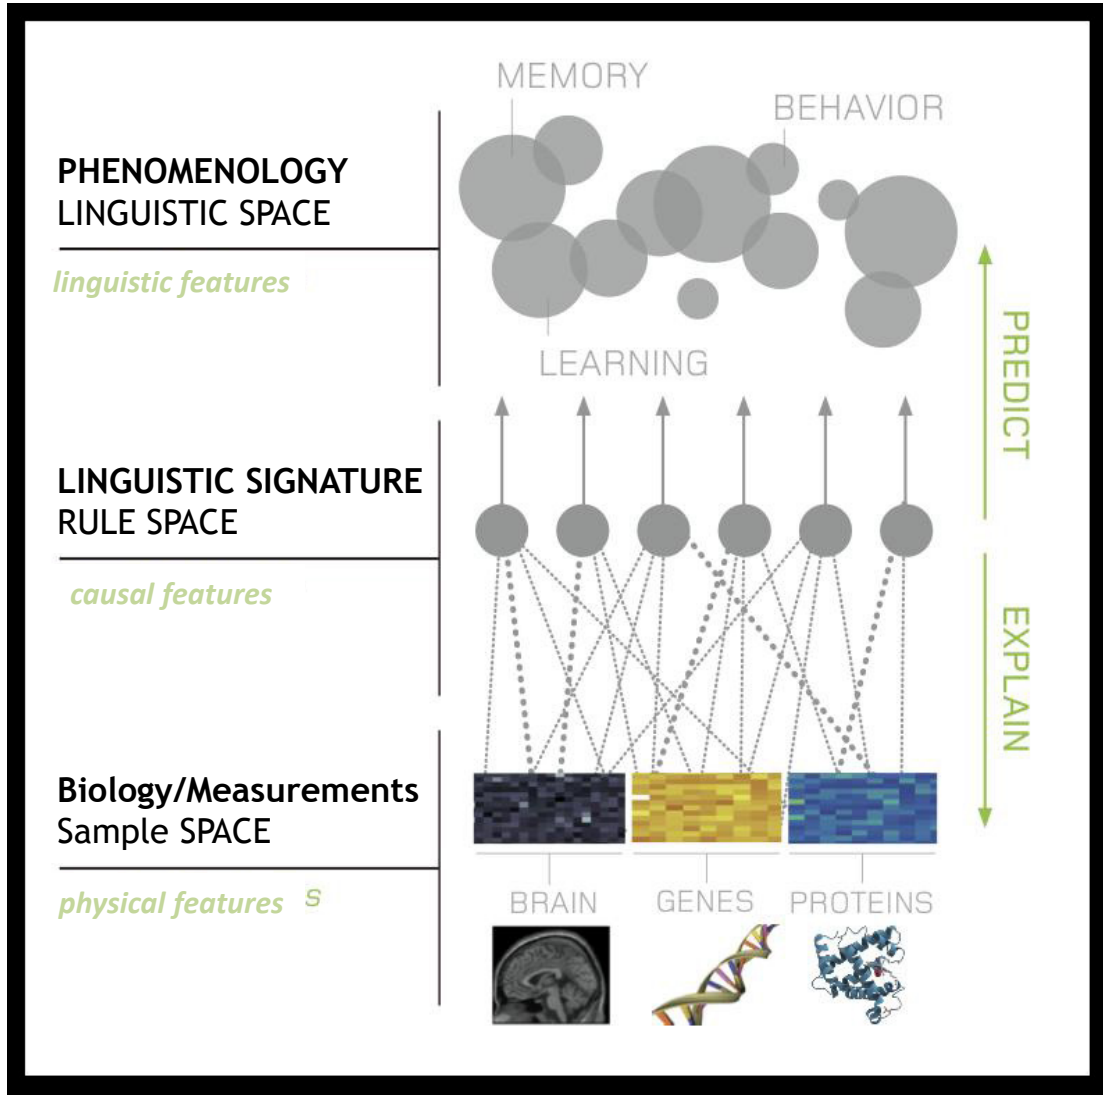 MEMORY
BEHAVIOR
PHENOMENOLOGY
LINGUISTIC SPACE
linguistic features
LEARNING
PREDICT
LINGUISTIC SIGNATURE
RULE SPACE
causal features
EXPLAIN
Biology/Measurements
Sample SPACE
physical features s
BRAIN
GENES
PROTEINS